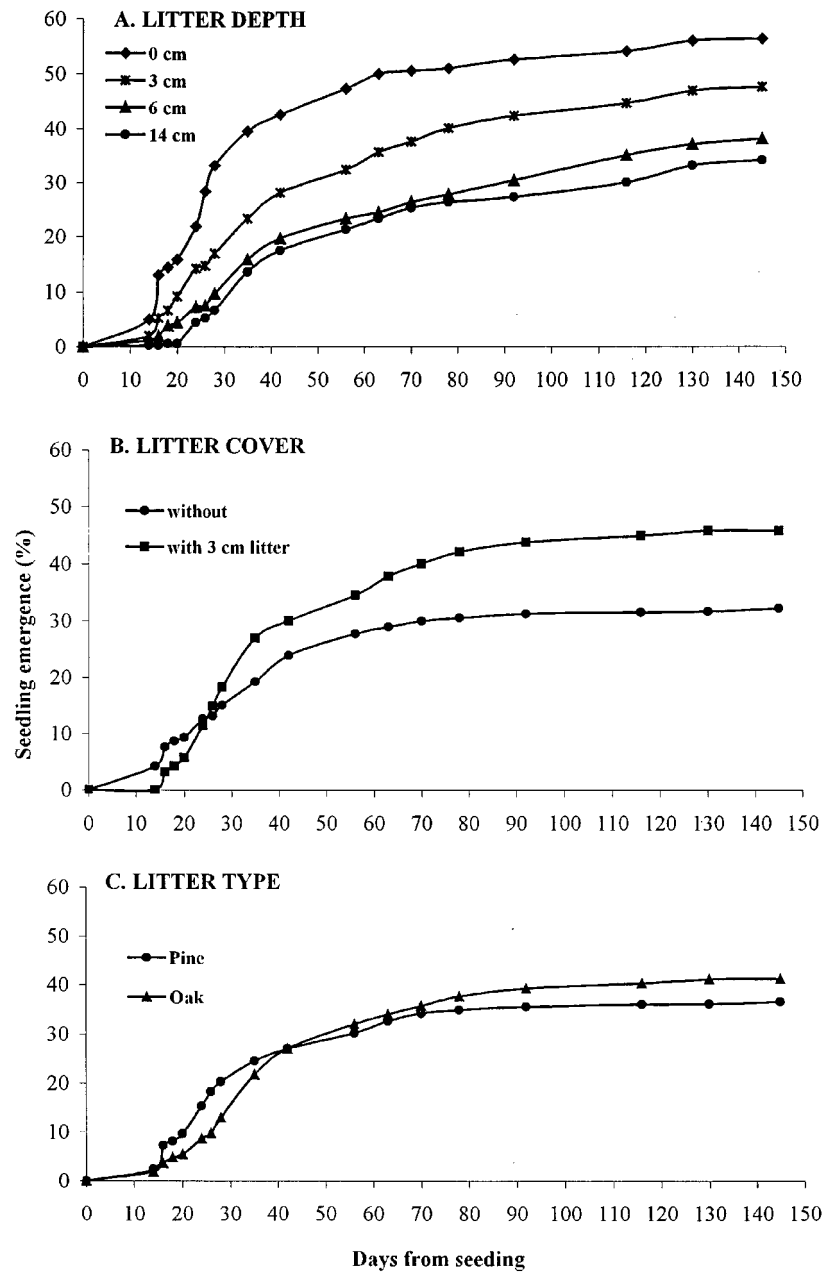 A. LITTER DEPTH
0 cm
3 cm
6 cm
14 cm
60
50
40
30
20
10
0
0 10 20 30 40 50 60 70 80 90 100 110 120 130 140 150
B. LITTER COVER
without
with 3 cm litter
60
50
40
30
20
10
0
0 10 20 30 40 50 60 70 80 90 100 110 120 130 140 150
Seedling emergence (%)
C. LITTER TYPE
Pine
Oak
60
50
40
30
20
10
0
0 10 20 30 40 50 60 70 80 90 100 110 120 130 140 150
Days from seeding